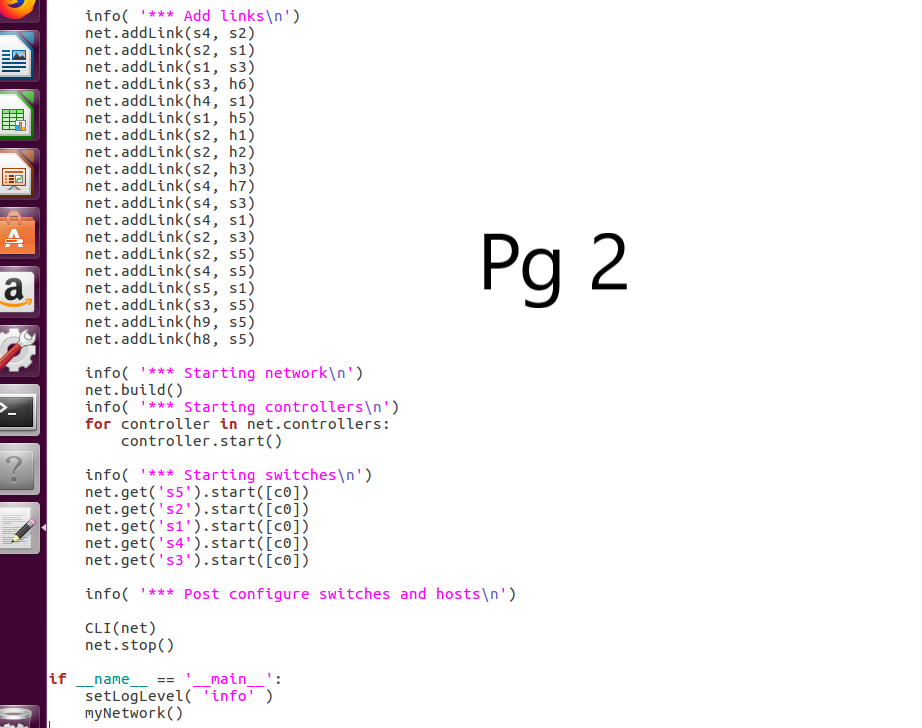 info( '*** Add links\n')
    net.addLink(s4, s2)
    net.addLink(s2, s1)
    net.addLink(s1, s3)
    net.addLink(s3, h6)
    net.addLink(h4, s1)
    net.addLink(s1, h5)
    net.addLink(s2, h1)
    net.addLink(s2, h2)
    net.addLink(s2, h3)
    net.addLink(s4, h7)
    net.addLink(s4, s3)
    net.addLink(s4, s1)
    net.addLink(s2, s3)
    net.addLink(s2, s5)
    net.addLink(s4, s5)
    net.addLink(s5, s1)
    net.addLink(s3, s5)
    net.addLink(h9, s5)
    net.addLink(h8, s5)

    info( '*** Starting network\n')
    net.build()
    info( '*** Starting controllers\n')
    for controller in net.controllers:
        controller.start()

    info( '*** Starting switches\n')
    net.get('s5').start([c0])
    net.get('s2').start([c0])
    net.get('s1').start([c0])
    net.get('s4').start([c0])
    net.get('s3').start([c0])

    info( '*** Post configure switches and hosts\n')

    CLI(net)
    net.stop()

if __name__ == '__main__':
    setLogLevel( 'info' )
    myNetwork()
Pg 2